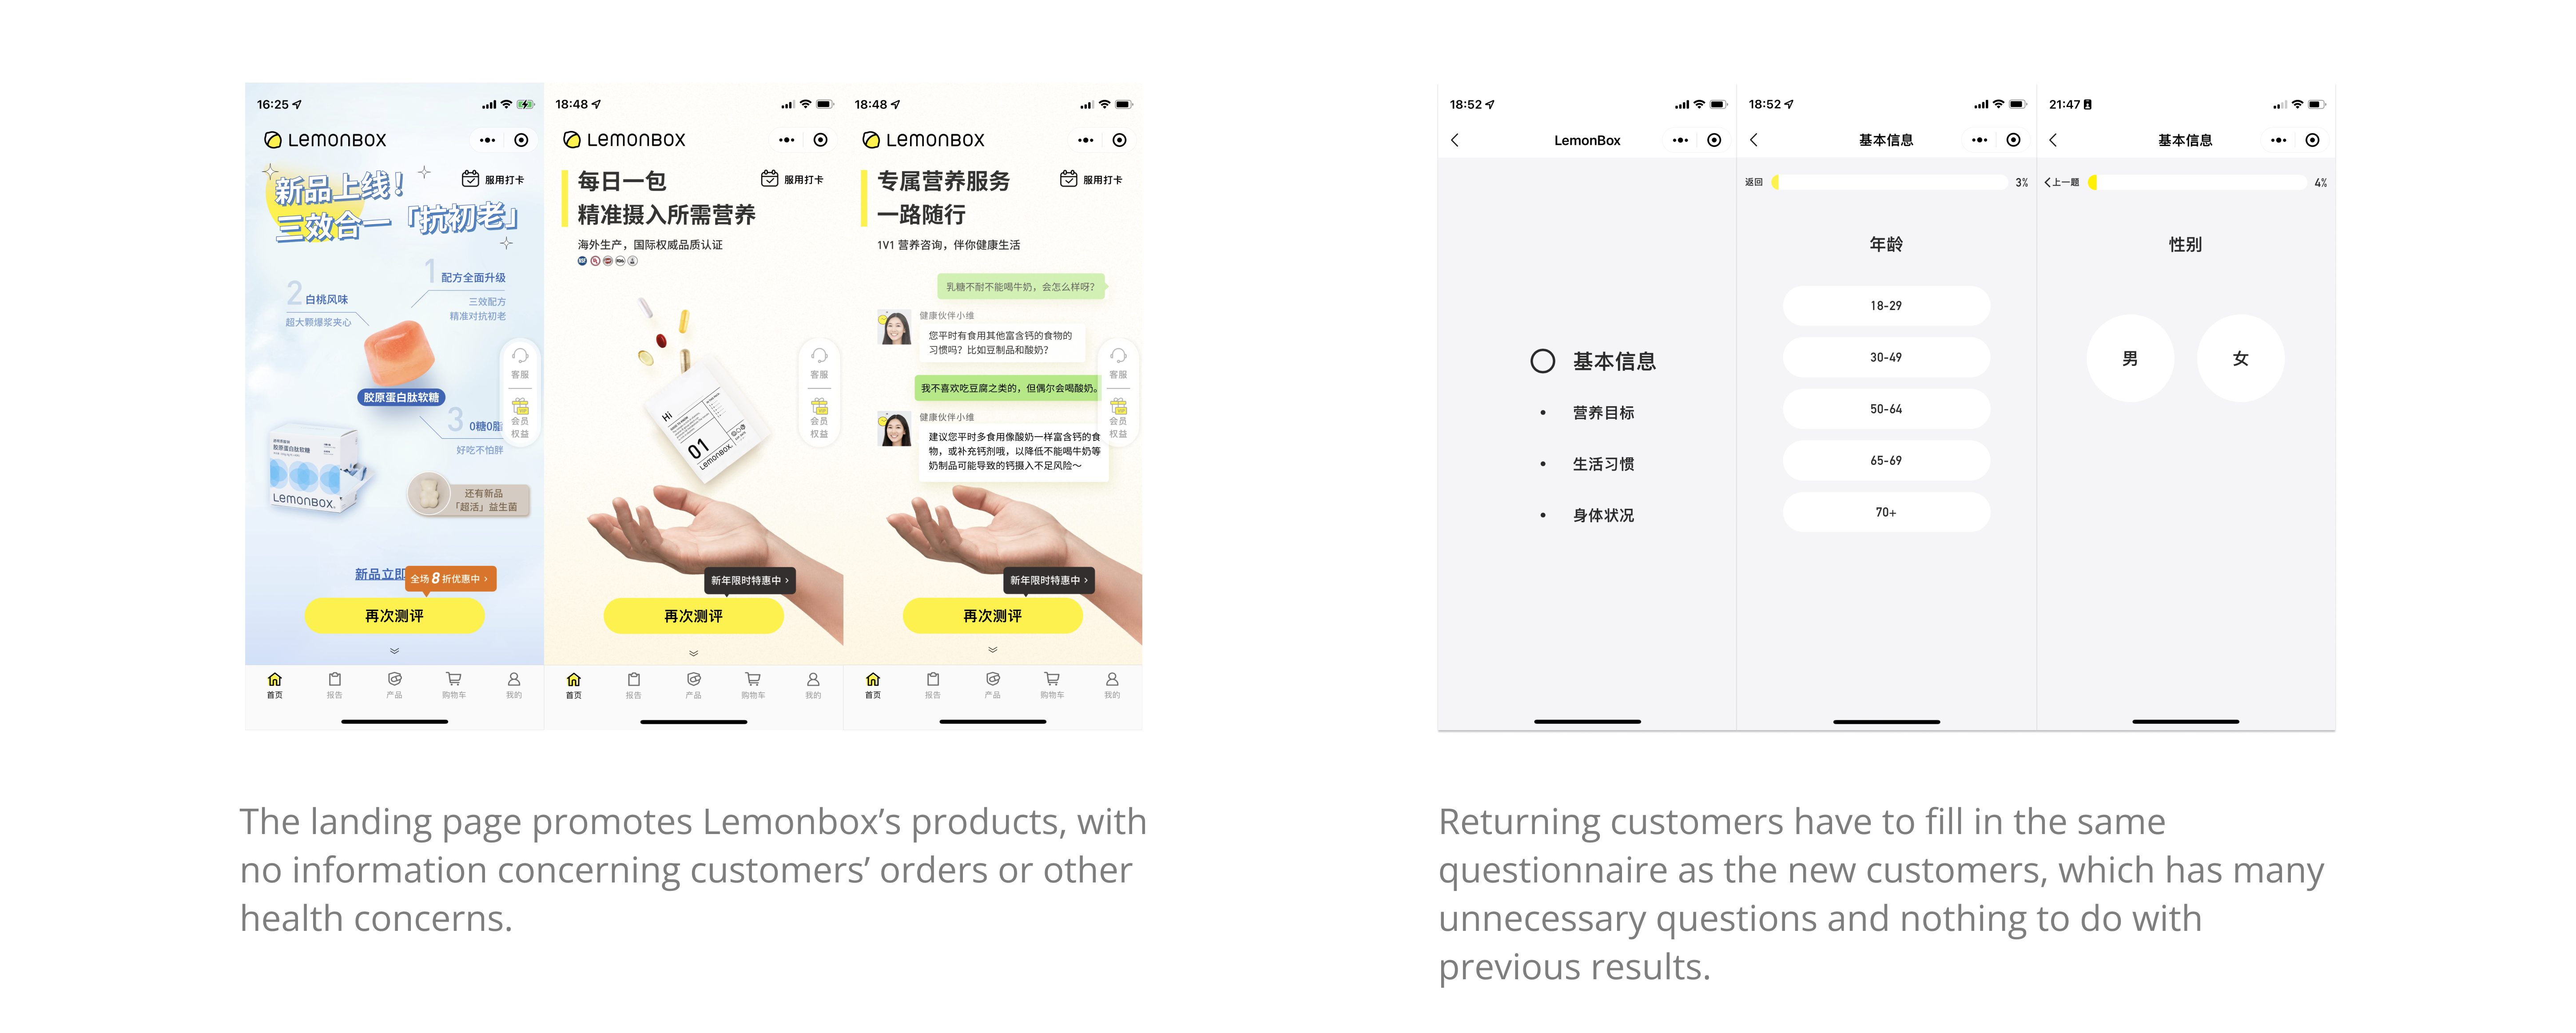 16:25
LemonBox
新品上线！
三效合一「抗初老」
服用打卡
1 配方全面升级
三效配方
精准对抗初老
2 白桃风味
超大颗爆浆夹心
胶原蛋白肽软糖
3 0糖0脂
好吃不怕胖
客服
会员
权益
胶原蛋白肽软糖
LemonBox.
还有新品
「超活」益生菌
新品立即
全场8折优惠中 ›
再次测评
首页
报告
产品
购物车
我的
18:48
LemonBox
每日一包
精准摄入所需营养
服用打卡
海外生产，国际权威品质认证
客服
会员
权益
Hi
01
LemonBox.
新年限时特惠中 ›
再次测评
首页
报告
产品
购物车
我的
18:48
LemonBox
专属营养服务
一路随行
服用打卡
1V1 营养咨询，伴你健康生活
乳糖不耐不能喝牛奶，会怎么样呀？
健康伙伴小维
您平时有食用其他富含钙的食物的
习惯吗？比如豆制品和酸奶？
我不喜欢吃豆腐之类的，但偶尔会喝酸奶。
健康伙伴小维
建议您平时多食用像酸奶一样富含钙的食
物，或补充钙剂哦，以降低不能喝牛奶等
奶制品可能导致的钙摄入不足风险～
客服
会员
权益
新年限时特惠中 ›
再次测评
首页
报告
产品
购物车
我的
The landing page promotes Lemonbox’s products, with
no information concerning customers’ orders or other
health concerns.
18:52
LemonBox
基本信息
营养目标
生活习惯
身体状况
18:52
基本信息
返回
3%
年龄
18-29
30-49
50-64
65-69
70+
21:47
基本信息
上一题
4%
性别
男
女
Returning customers have to fill in the same
questionnaire as the new customers, which has many
unnecessary questions and nothing to do with
previous results.